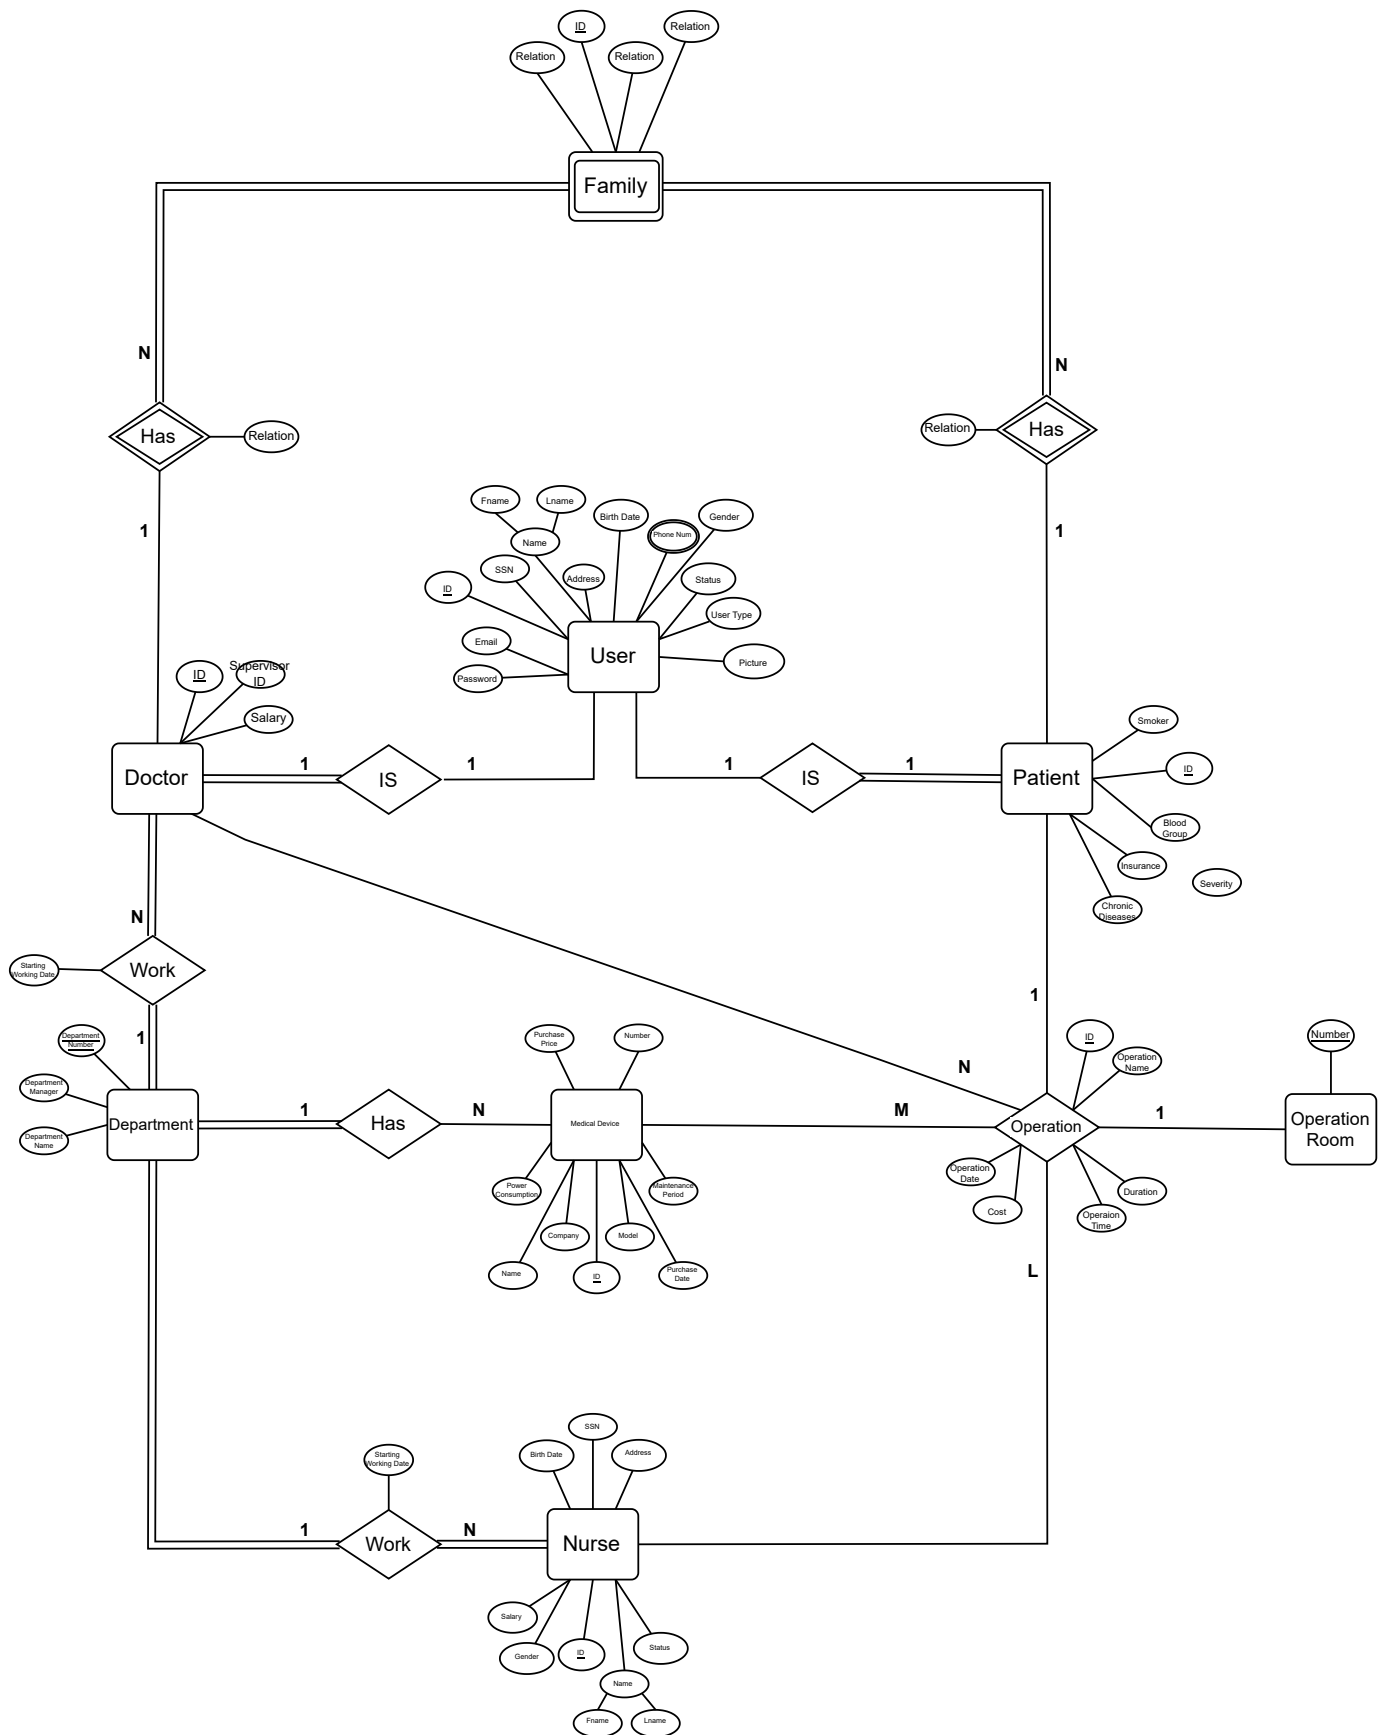 ID
Relation
Relation
Relation
Family
N
N
Has
Relation
Relation
Has
1
1
Fname
Lname
Birth Date
Gender
Phone Num
Name
SSN
Address
Status
ID
User Type
Email
User
Picture
Password
ID
Supervisor
ID
Salary
Smoker
Doctor
1
IS
1
1
IS
1
Patient
ID
Blood
Group
Insurance
Severity
Chronic
Diseases
N
Starting
Working Date
Work
1
1
Department
Number
Purchase
Price
Number
ID
Operation
Name
Number
Department
Manager
N
Department
1
Has
N
Medical Device
M
Operation
1
Operation
Room
Department
Name
Power
Consumption
Maintenance
Period
Operation
Date
Duration
Cost
Operaion
Time
Company
Model
Name
ID
Purchase
Date
L
SSN
Starting
Working Date
Birth Date
Address
1
Work
N
Nurse
Salary
Gender
ID
Status
Name
Fname
Lname